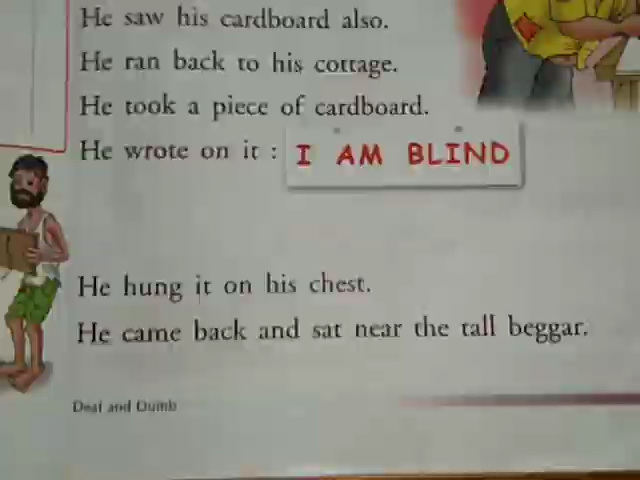 He saw his cardboard also.
He ran back to his cottage.
He took a piece of cardboard.
He wrote on it : I AM BLIND
He hung it on his chest.
He came back and sat near the tall beggar.
Deaf and Dumb